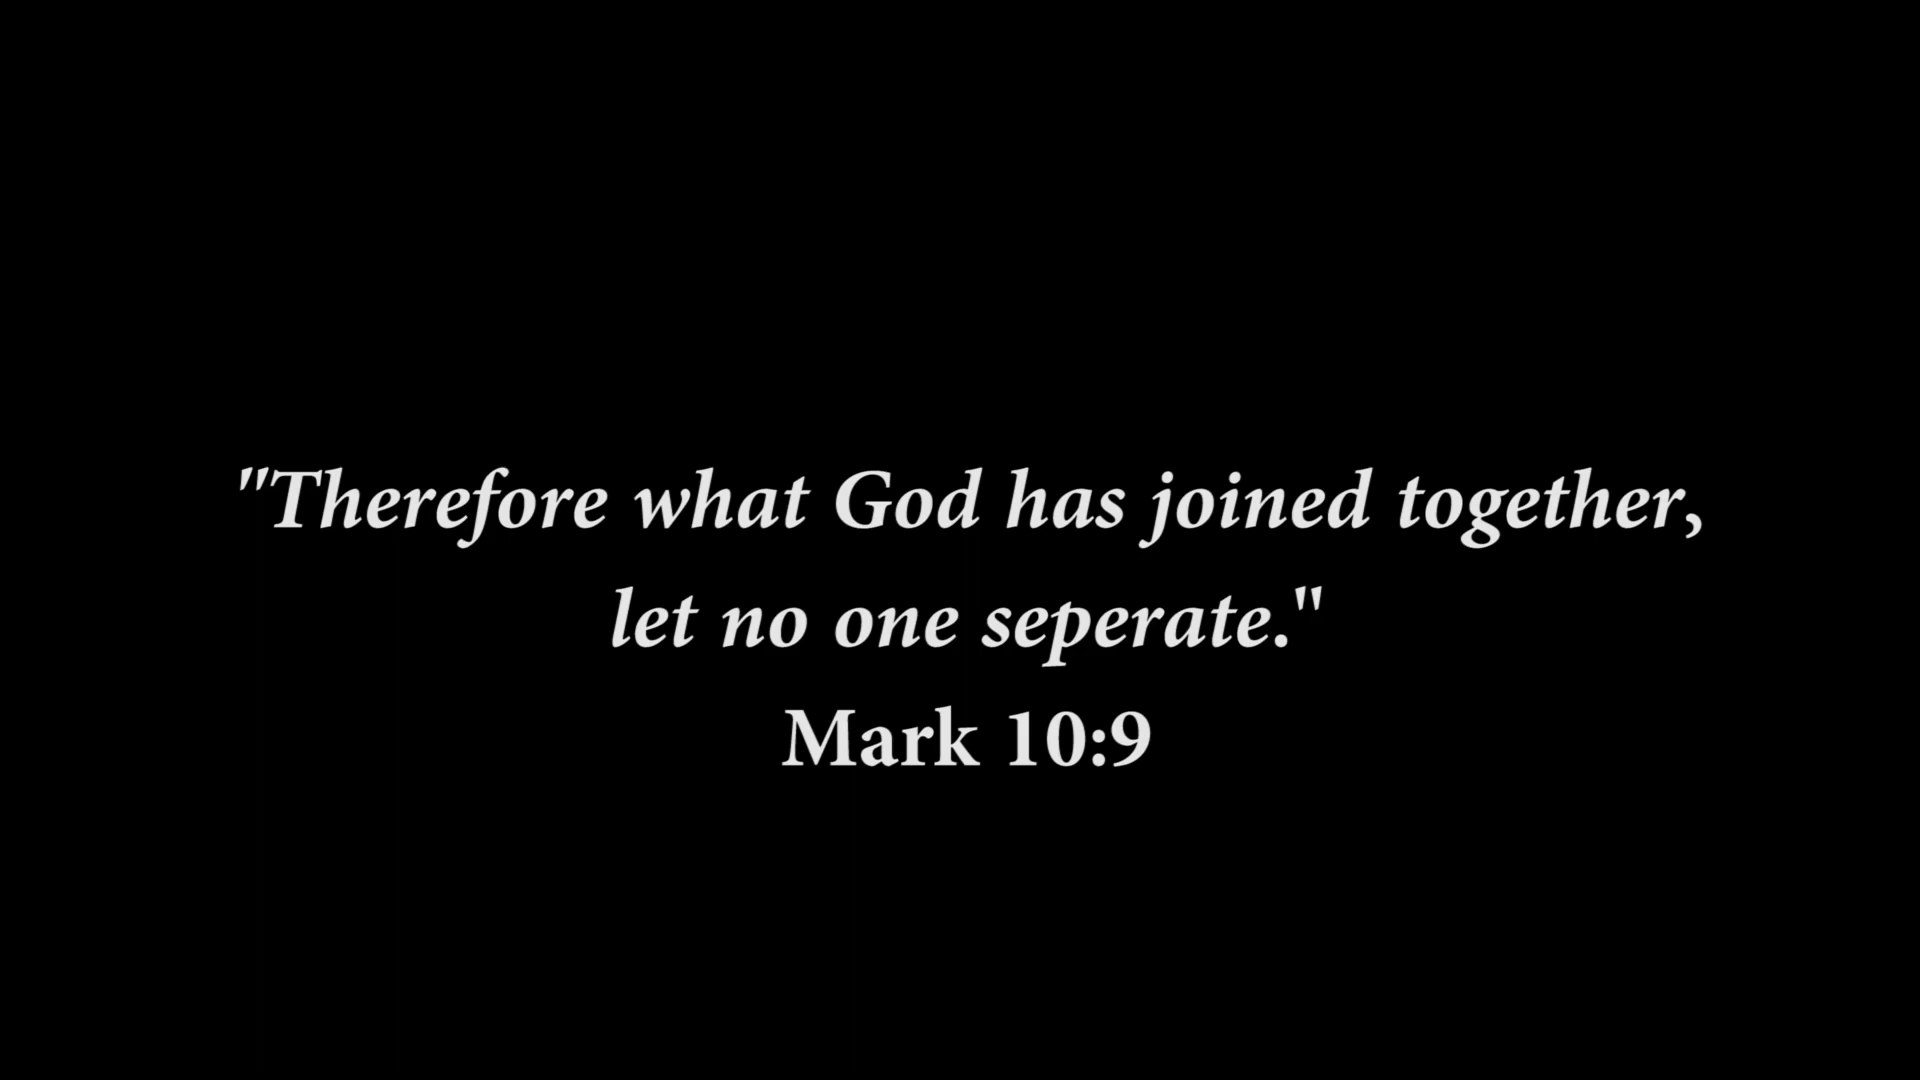 "Therefore what God has joined together,
let no one seperate."
Mark 10:9